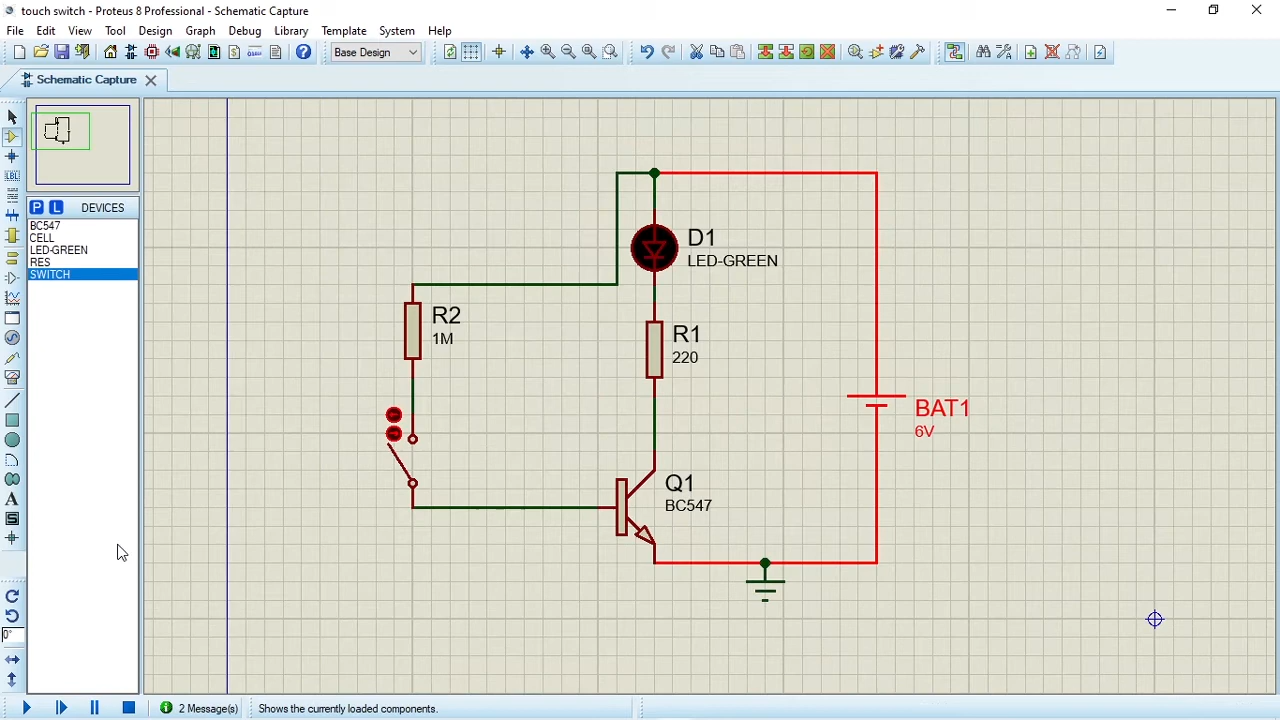 touch switch - Proteus 8 Professional - Schematic Capture
File Edit View Tool Design Graph Debug Library Template System Help
Base Design
Schematic Capture
P L DEVICES
BC547
CELL
LED-GREEN
RES
SWITCH
D1
LED-GREEN
R2
1M
R1
220
BAT1
6V
Q1
BC547
LBL
A
S
0°
2 Message(s)
Shows the currently loaded components.